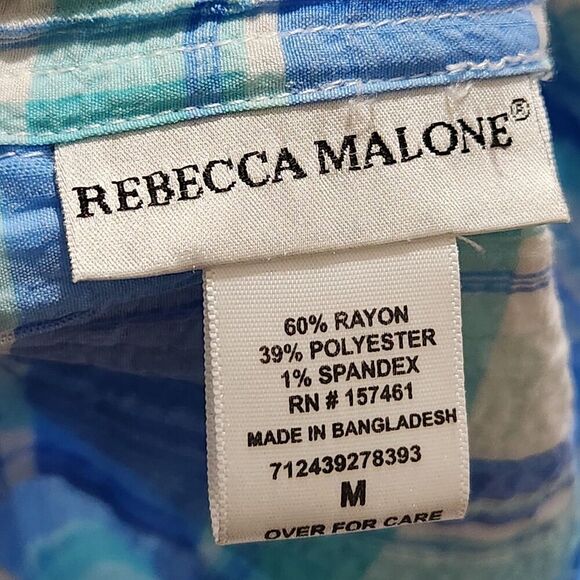 REBECCA MALONE®
60% RAYON
39% POLYESTER
1% SPANDEX
RN # 157461
MADE IN BANGLADESH
712439278393
M
OVER FOR CARE